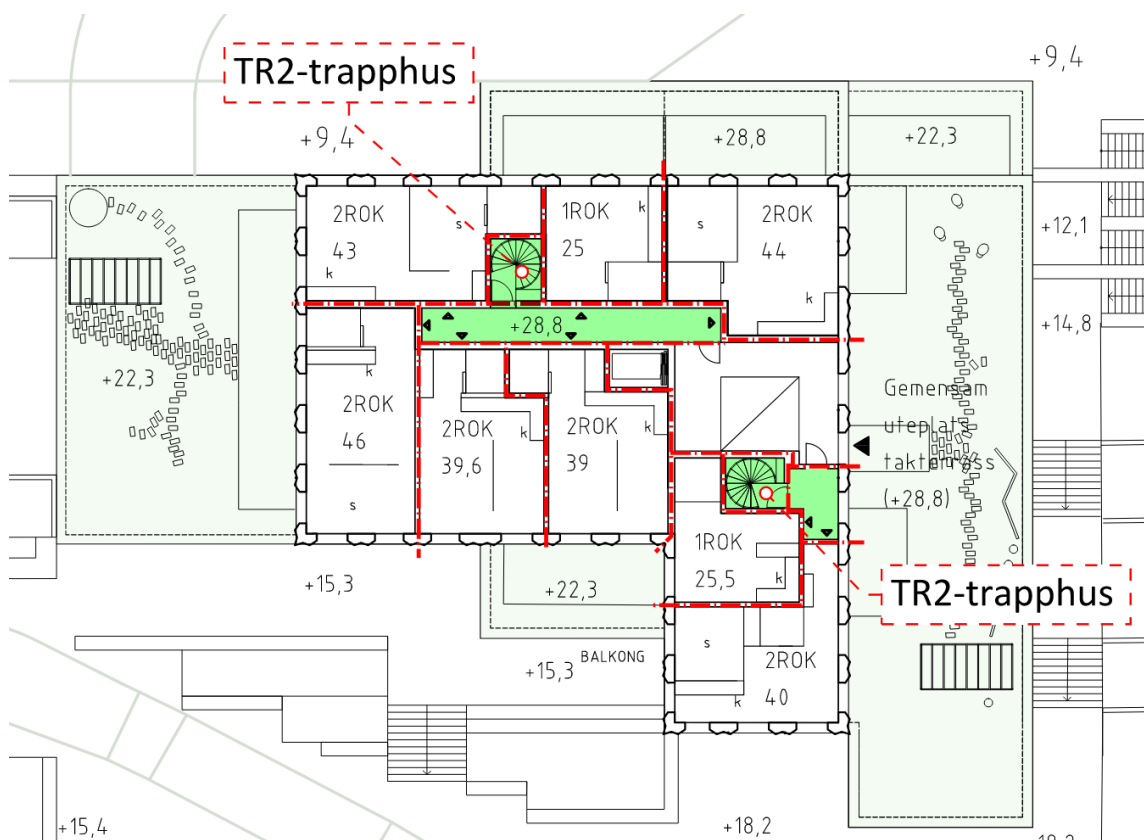 +9,4
TR2-trapphus
+9,4
+28,8
+22,3
2ROK
43
s
k
1ROK
25
k
s
2ROK
44
k
+12,1
+28,8
+14,8
+22,3
k
2ROK
46
s
2ROK
39,6
k
2ROK
39
k
Gemensam
uteplats
takterrass
(+28,8)
1ROK
25,5
k
+15,3
+22,3
TR2-trapphus
s
2ROK
40
k
BALKONG
+15,3
+15,4
+18,2